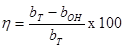 η = (b_T − b_OH) / b_T x 100